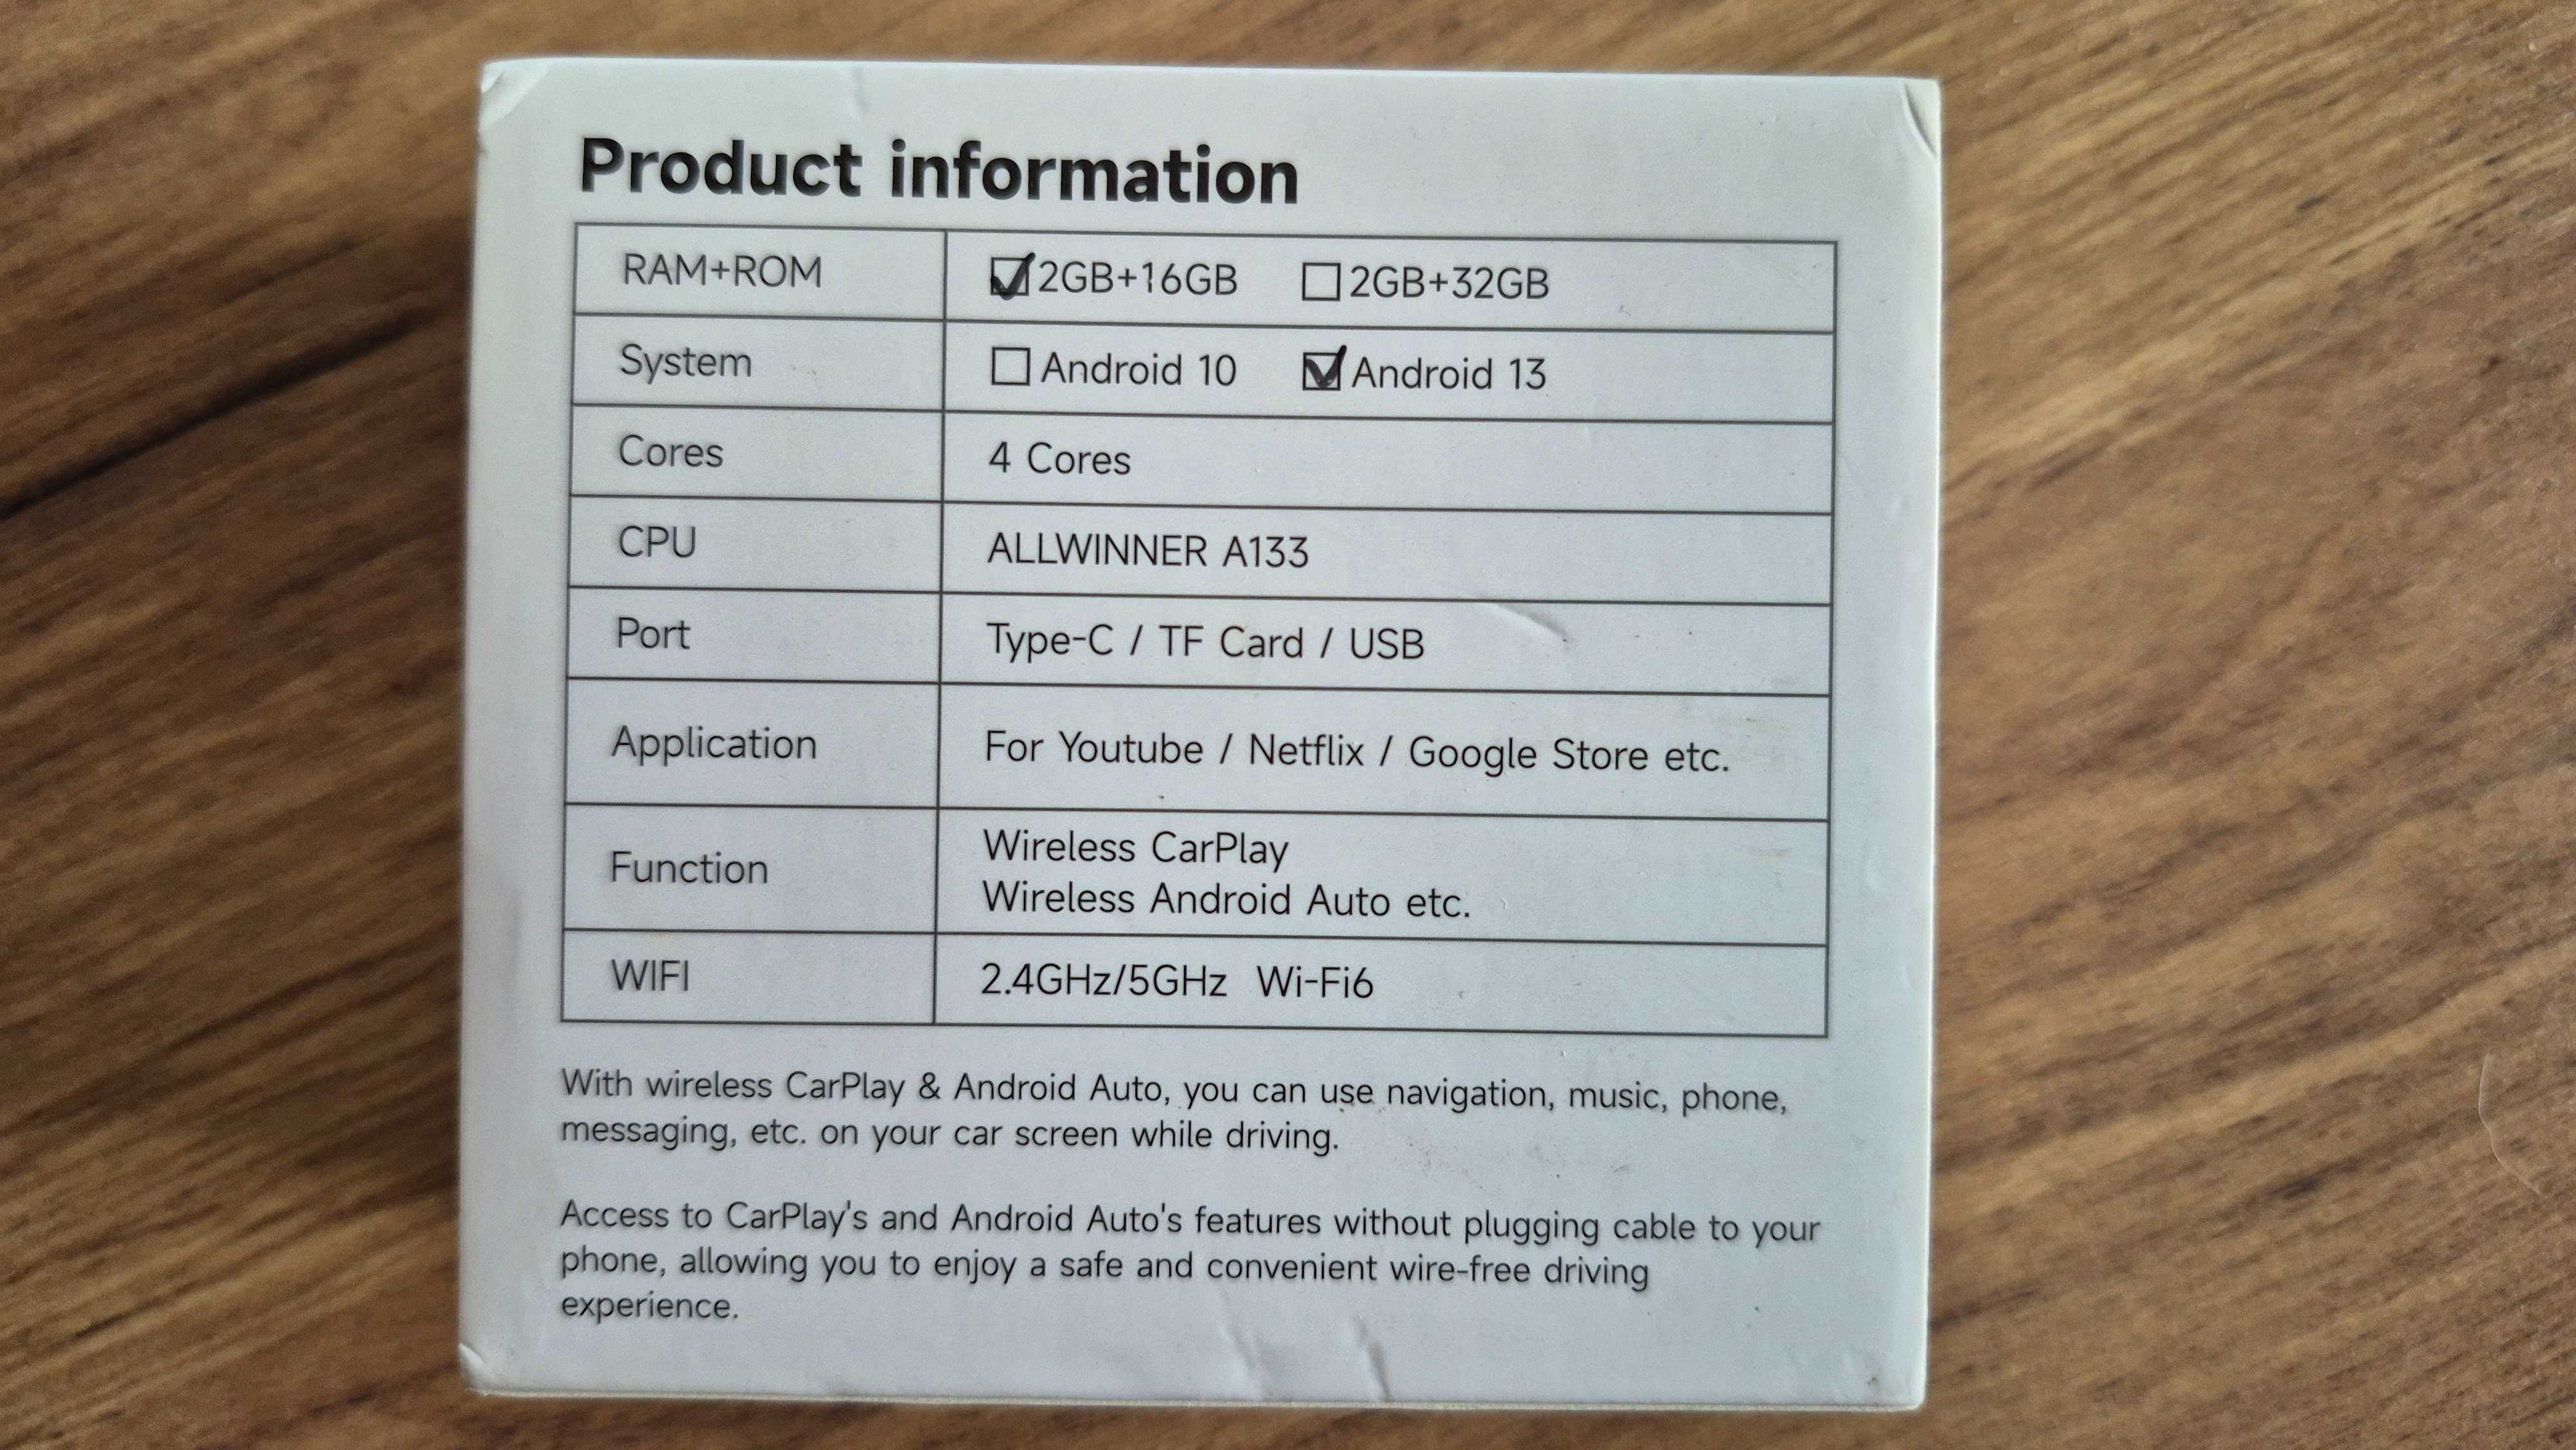 Product information
RAM+ROM ☑2GB+16GB ☐2GB+32GB
System ☐Android 10 ☑Android 13
Cores 4 Cores
CPU ALLWINNER A133
Port Type-C / TF Card / USB
Application For Youtube / Netflix / Google Store etc.
Function Wireless CarPlay
Wireless Android Auto etc.
WIFI 2.4GHz/5GHz Wi-Fi6
With wireless CarPlay & Android Auto, you can use navigation, music, phone,
messaging, etc. on your car screen while driving.
Access to CarPlay's and Android Auto's features without plugging cable to your
phone, allowing you to enjoy a safe and convenient wire-free driving
experience.